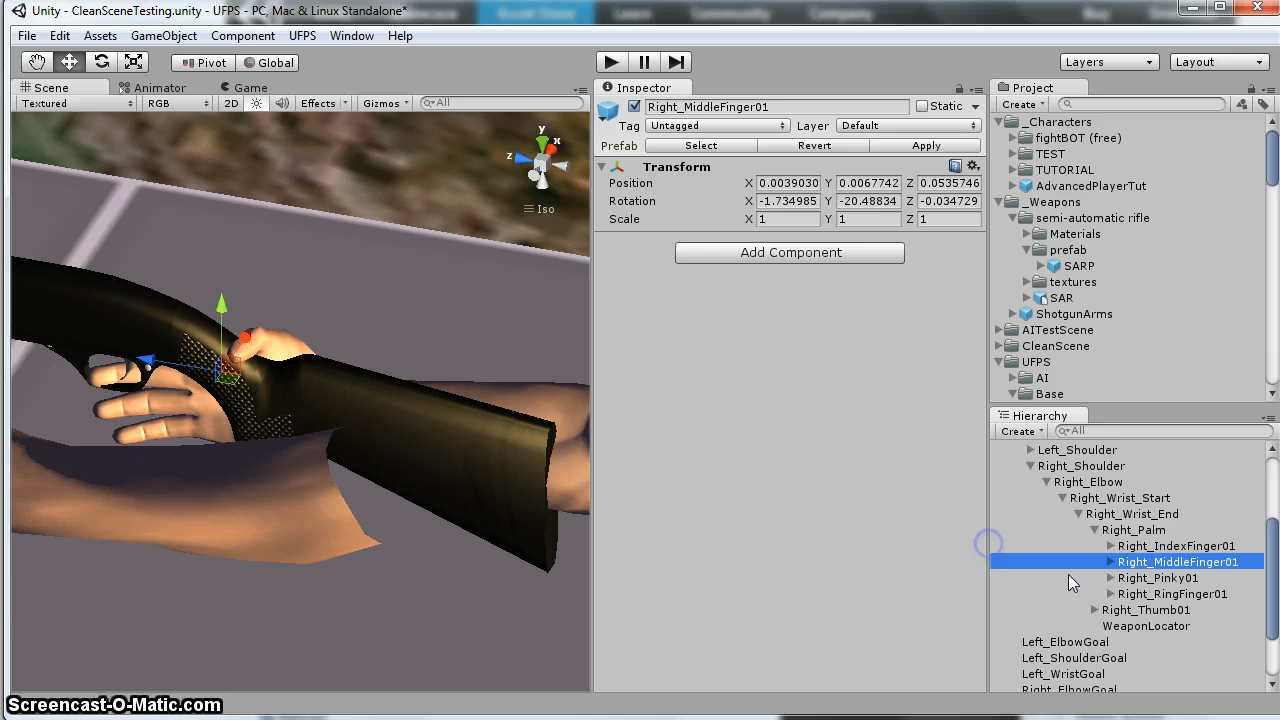 Unity - CleanSceneTesting.unity - UFPS - PC, Mac & Linux Standalone*
File Edit Assets GameObject Component UFPS Window Help
Pivot Global Layers Layout
Scene Animator Game
Textured RGB 2D Effects Gizmos All
y
x
z
Iso
Inspector
Right_MiddleFinger01 Static
Tag Untagged Layer Default
Prefab Select Revert Apply
Transform
Position X 0.0039030 Y 0.0067742 Z 0.0535746
Rotation X -1.734985 Y -20.48834 Z -0.034729
Scale X 1 Y 1 Z 1
Add Component
Project
Create
_Characters
fightBOT (free)
TEST
TUTORIAL
AdvancedPlayerTut
_Weapons
semi-automatic rifle
Materials
prefab
SARP
textures
SAR
ShotgunArms
AITestScene
CleanScene
UFPS
AI
Base
Hierarchy
Create All
Left_Shoulder
Right_Shoulder
Right_Elbow
Right_Wrist_Start
Right_Wrist_End
Right_Palm
Right_IndexFinger01
Right_MiddleFinger01
Right_Pinky01
Right_RingFinger01
Right_Thumb01
WeaponLocator
Left_ElbowGoal
Left_ShoulderGoal
Left_WristGoal
Right_ElbowGoal
Screencast-O-Matic.com